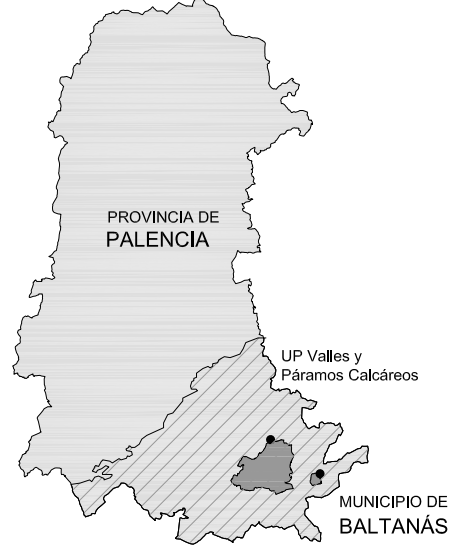 PROVINCIA DE
PALENCIA
UP Valles y
Páramos Calcáreos
MUNICIPIO DE
BALTANÁS